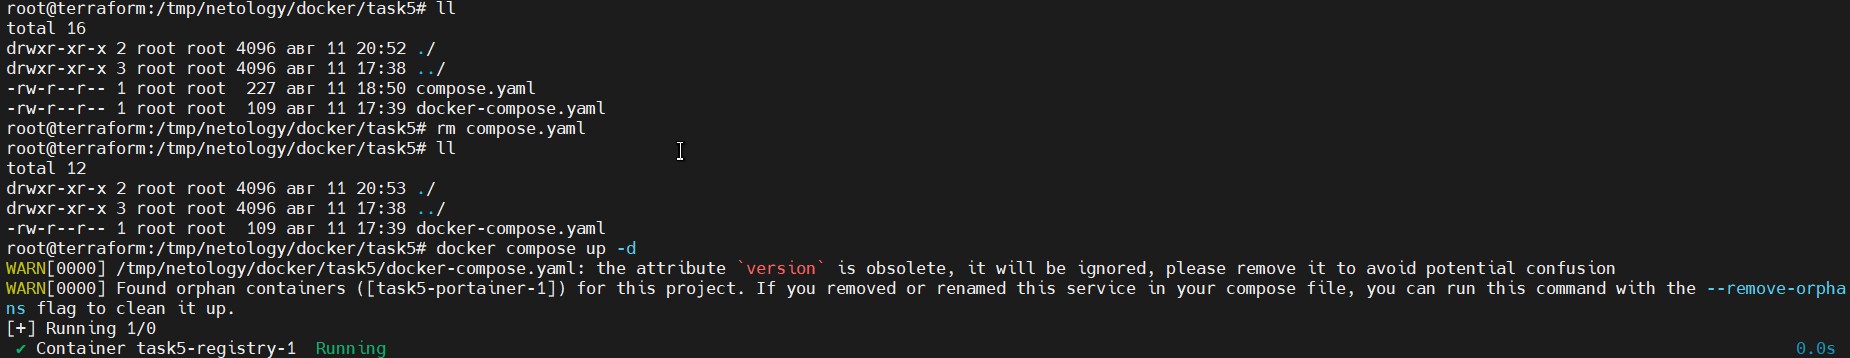 root@terraform:/tmp/netology/docker/task5# ll
total 16
drwxr-xr-x 2 root root 4096 авг 11 20:52 ./
drwxr-xr-x 3 root root 4096 авг 11 17:38 ../
-rw-r--r-- 1 root root  227 авг 11 18:50 compose.yaml
-rw-r--r-- 1 root root  109 авг 11 17:39 docker-compose.yaml
root@terraform:/tmp/netology/docker/task5# rm compose.yaml
root@terraform:/tmp/netology/docker/task5# ll
total 12
drwxr-xr-x 2 root root 4096 авг 11 20:53 ./
drwxr-xr-x 3 root root 4096 авг 11 17:38 ../
-rw-r--r-- 1 root root  109 авг 11 17:39 docker-compose.yaml
root@terraform:/tmp/netology/docker/task5# docker compose up -d
WARN[0000] /tmp/netology/docker/task5/docker-compose.yaml: the attribute `version` is obsolete, it will be ignored, please remove it to avoid potential confusion
WARN[0000] Found orphan containers ([task5-portainer-1]) for this project. If you removed or renamed this service in your compose file, you can run this command with the --remove-orpha
ns flag to clean it up.
[+] Running 1/0
 ✔ Container task5-registry-1  Running 0.0s